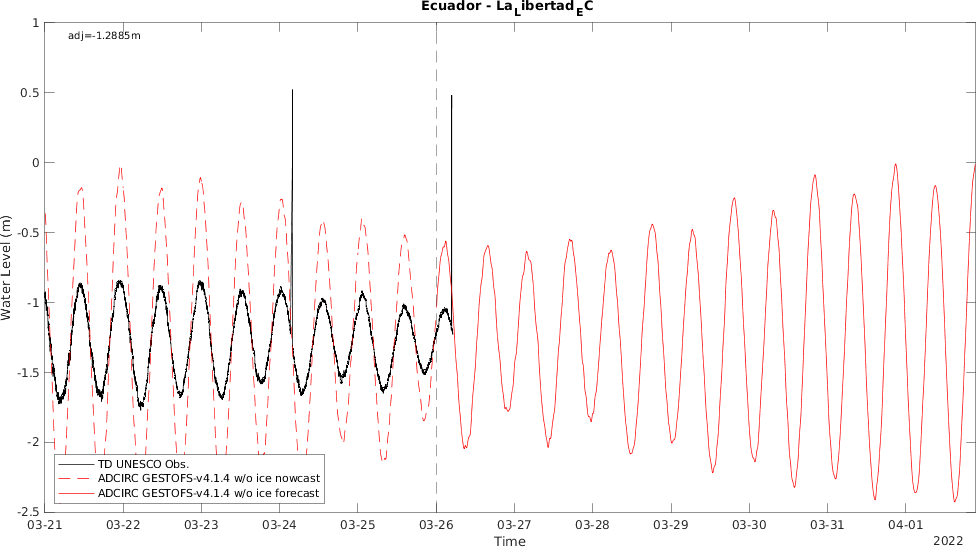 Ecuador - LaLibertadEC
adj=-1.2885m
1
0.5
0
-0.5
-1
-1.5
-2
-2.5
Water Level (m)
TD UNESCO Obs.
ADCIRC GESTOFS-v4.1.4 w/o ice nowcast
ADCIRC GESTOFS-v4.1.4 w/o ice forecast
03-21 03-22 03-23 03-24 03-25 03-26 03-27 03-28 03-29 03-30 03-31 04-01
Time
2022